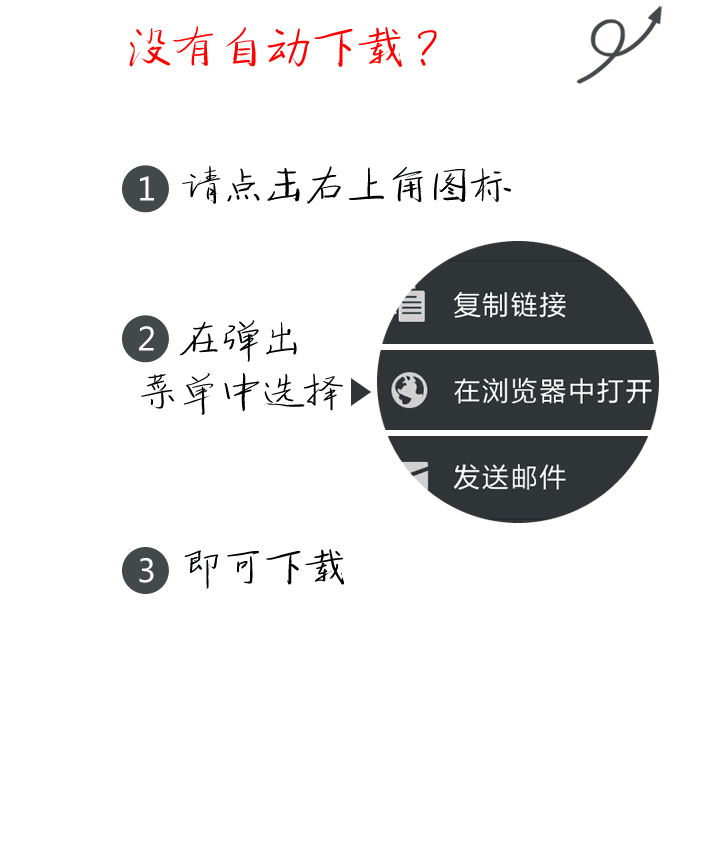 没有自动下载？
1 请点击右上角图标
2 在弹出
菜单中选择
复制链接
在浏览器中打开
发送邮件
3 即可下载